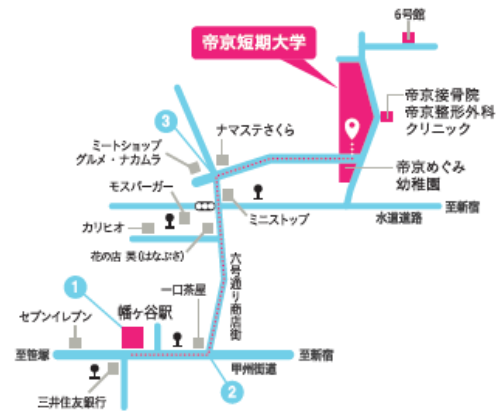 6号館
帝京短期大学
帝京接骨院
帝京整形外科
クリニック
3
ナマステさくら
ミートショップ
グルメ・ナカムラ
帝京めぐみ
幼稚園
モスバーガー
ミニストップ
至新宿
水道道路
カリヒオ
花の店 英(はなぶさ)
六号通り商店街
1
一口茶屋
幡ヶ谷駅
セブンイレブン
至笹塚
至新宿
甲州街道
2
三井住友銀行